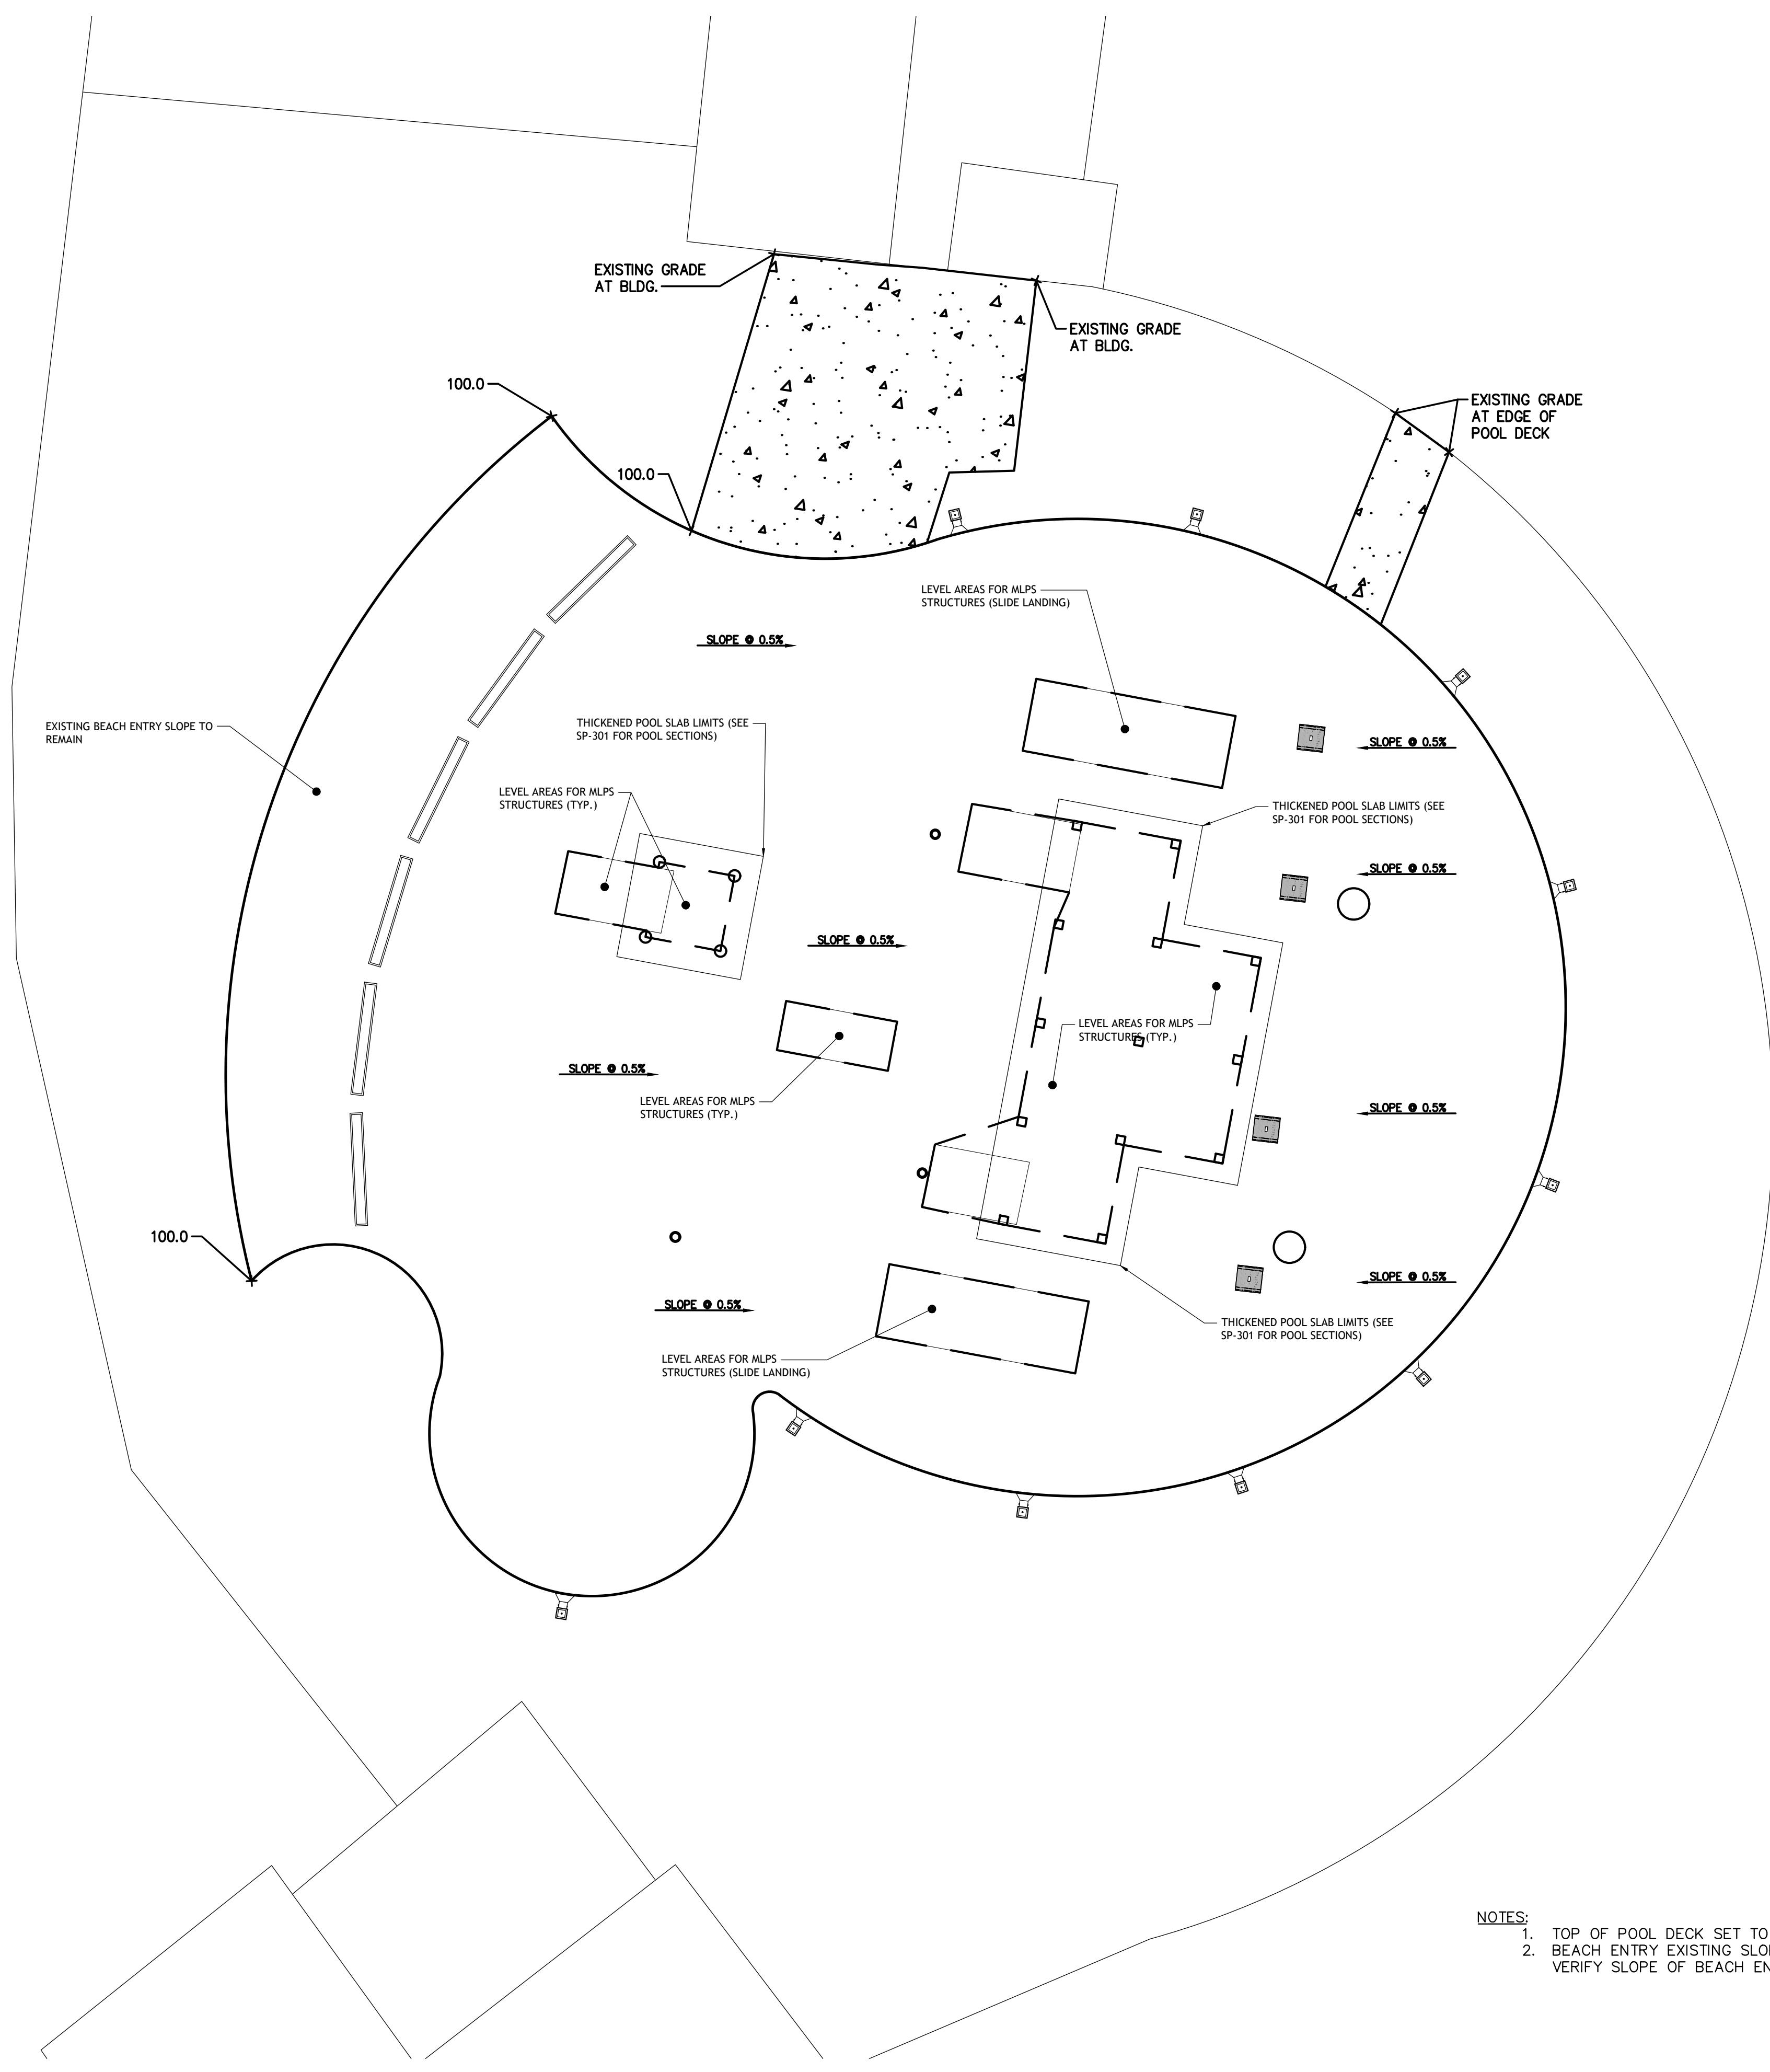 EXISTING GRADE
AT BLDG.
EXISTING GRADE
AT BLDG.
100.0
EXISTING GRADE
AT EDGE OF
POOL DECK
100.0
LEVEL AREAS FOR MLPS
STRUCTURES (SLIDE LANDING)
SLOPE @ 0.5%
EXISTING BEACH ENTRY SLOPE TO
REMAIN
THICKENED POOL SLAB LIMITS (SEE
SP-301 FOR POOL SECTIONS)
SLOPE @ 0.5%
LEVEL AREAS FOR MLPS
STRUCTURES (TYP.)
THICKENED POOL SLAB LIMITS (SEE
SP-301 FOR POOL SECTIONS)
SLOPE @ 0.5%
SLOPE @ 0.5%
LEVEL AREAS FOR MLPS
STRUCTURES (TYP.)
SLOPE @ 0.5%
LEVEL AREAS FOR MLPS
STRUCTURES (TYP.)
SLOPE @ 0.5%
100.0
SLOPE @ 0.5%
SLOPE @ 0.5%
THICKENED POOL SLAB LIMITS (SEE
SP-301 FOR POOL SECTIONS)
LEVEL AREAS FOR MLPS
STRUCTURES (SLIDE LANDING)
NOTES:
1. TOP OF POOL DECK SET TO
2. BEACH ENTRY EXISTING SLO
VERIFY SLOPE OF BEACH EN